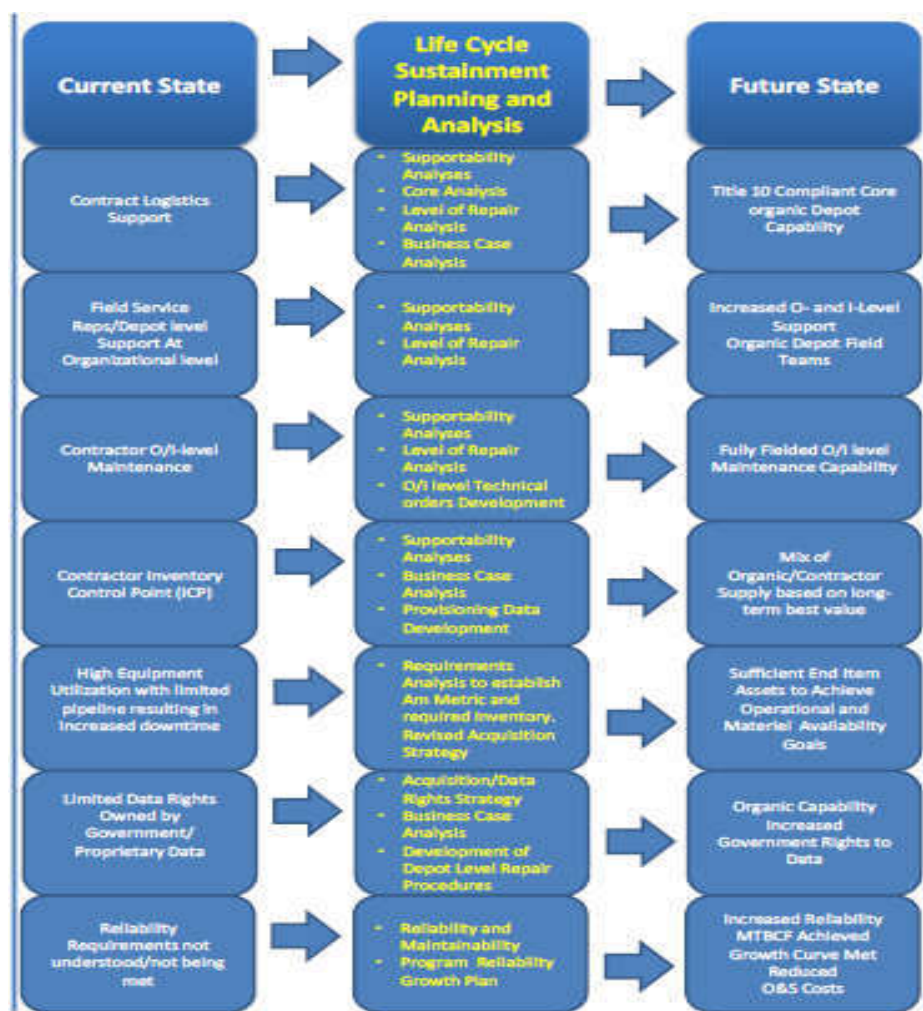 Current State
Life Cycle
Sustainment
Planning and
Analysis
Future State
Contract Logistics
Support
- Supportability
Analyses
- Core Analysis
- Level of Repair
Analysis
- Business Case
Analysis
Title 10 Compliant Core
organic Depot
Capability
Field Service
Reps/Depot level
Support At
Organizational level
- Supportability
Analyses
- Level of Repair
Analysis
Increased O- and I-Level
Support
Organic Depot Field
Teams
Contractor O/I-level
Maintenance
- Supportability
Analyses
- Level of Repair
Analysis
- O/I level Technical
orders Development
Fully Fielded O/I level
Maintenance Capability
Contractor Inventory
Control Point (ICP)
- Supportability
Analyses
- Business Case
Analysis
- Provisioning Data
Development
Mix of
Organic/Contractor
Supply based on long-
term best value
High Equipment
Utilization with limited
pipeline resulting in
increased downtime
- Requirements
Analysis to establish
Am Metric and
required inventory.
Revised Acquisition
Strategy
Sufficient End Item
Assets to Achieve
Operational and
Materiel Availability
Goals
Limited Data Rights
Owned by
Government/
Proprietary Data
- Acquisition/Data
Rights Strategy
- Business Case
Analysis
- Development of
Depot Level Repair
Procedures
Organic Capability
Increased
Government Rights to
Data
Reliability
Requirements not
understood/not being
met
- Reliability and
Maintainability
- Program Reliability
Growth Plan
Increased Reliability
MTBCF Achieved
Growth Curve Met
Reduced
O&S Costs